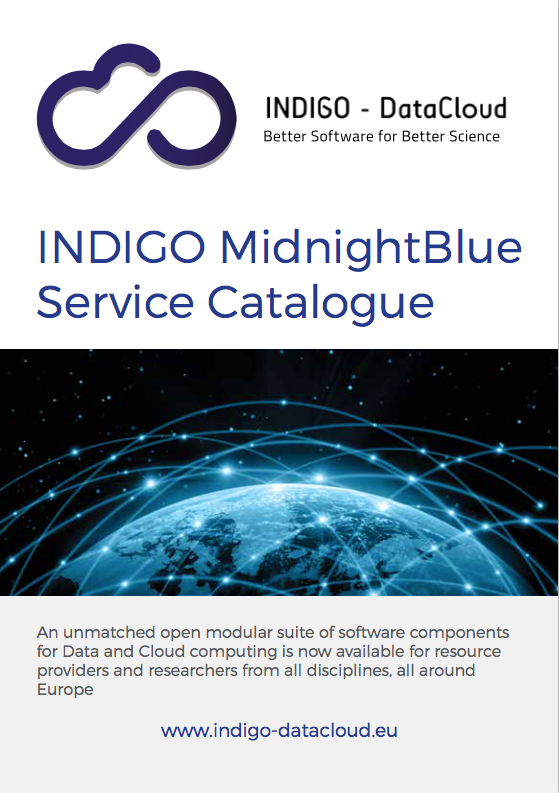 INDIGO - DataCloud
Better Software for Better Science
INDIGO MidnightBlue
Service Catalogue
An unmatched open modular suite of software components
for Data and Cloud computing is now available for resource
providers and researchers from all disciplines, all around
Europe
www.indigo-datacloud.eu